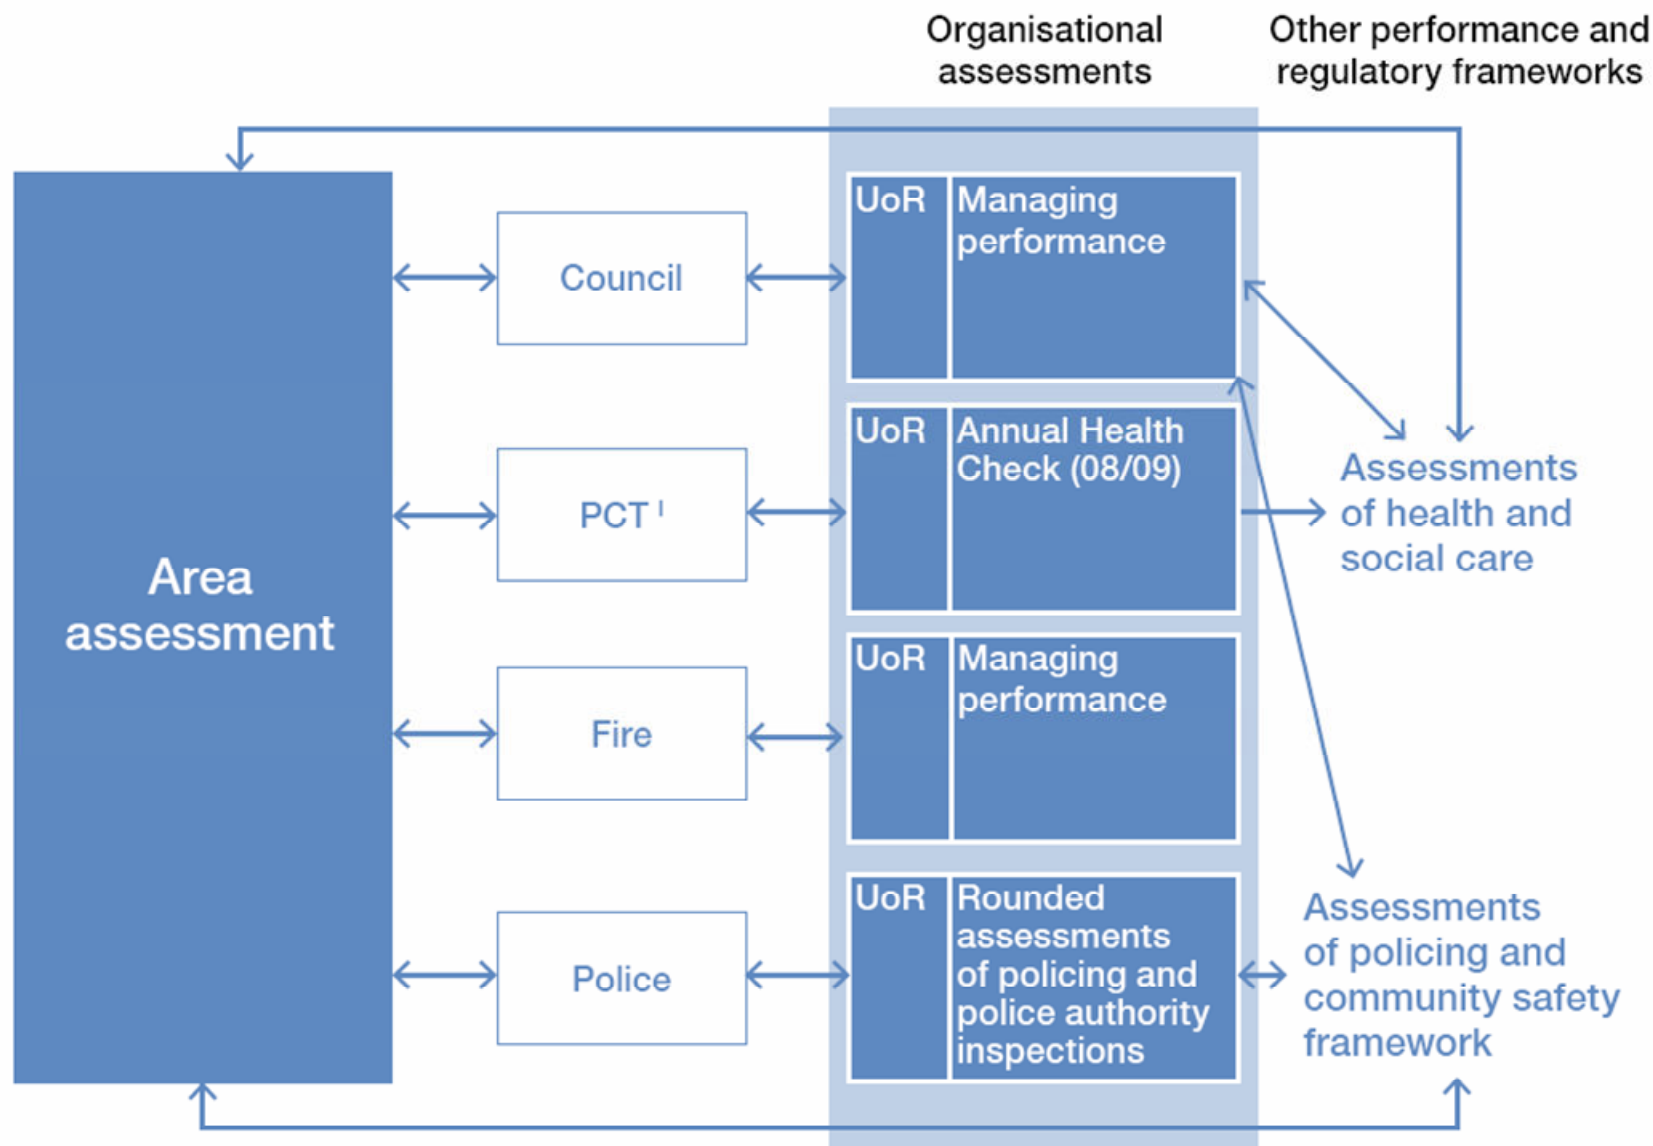 Organisational
assessments
Other performance and
regulatory frameworks
Area
assessment
Council
UoR
Managing
performance
PCT ¹
UoR
Annual Health
Check (08/09)
Assessments
of health and
social care
Fire
UoR
Managing
performance
Police
UoR
Rounded
assessments
of policing and
police authority
inspections
Assessments
of policing and
community safety
framework